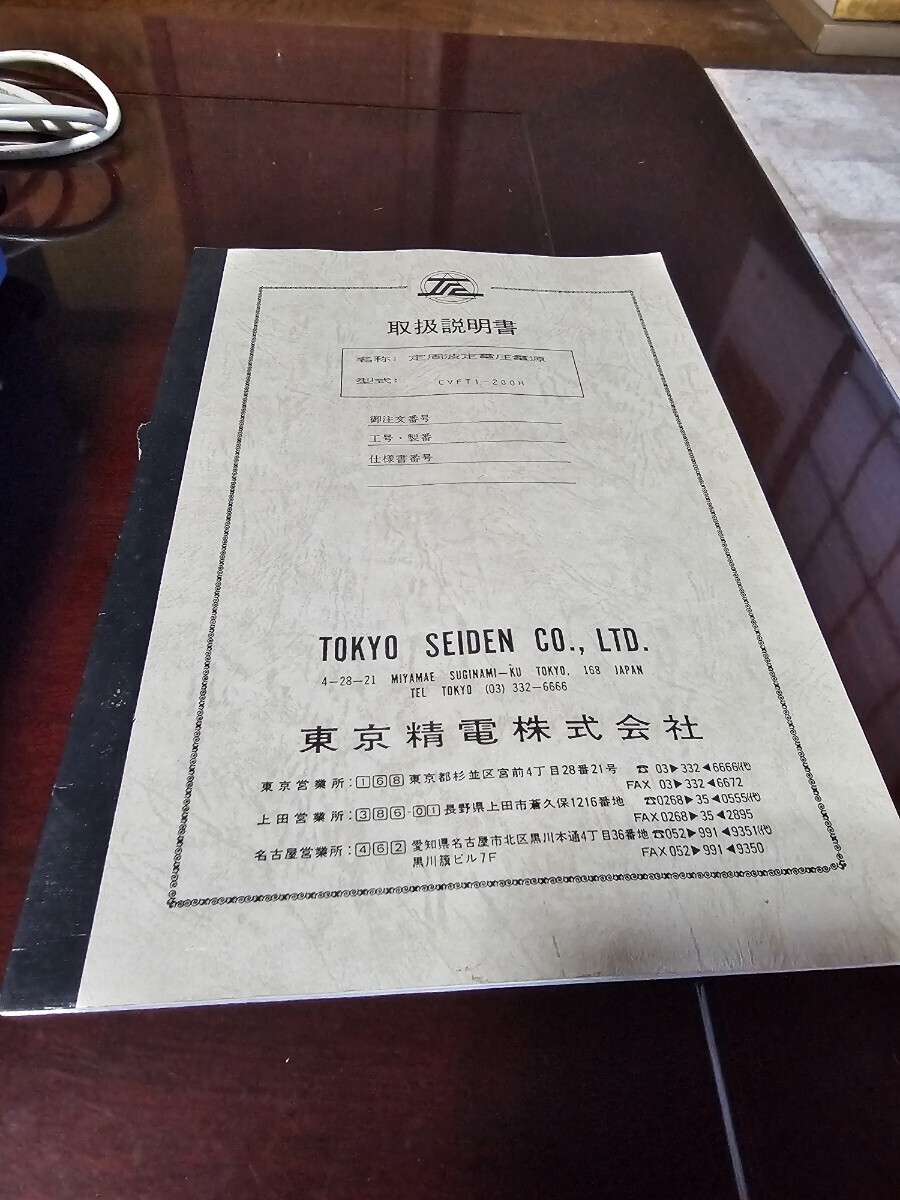 取扱説明書
名称: 定周波定電圧電源
型式: CVFT1-200H
御注文番号
工号・製番
仕様書番号
TOKYO SEIDEN CO., LTD.
4-28-21 MIYAMAE SUGINAMI-KU TOKYO, 168 JAPAN
TEL TOKYO (03) 332-6666
東京精電株式会社
東京営業所:168東京都杉並区宮前4丁目28番21号 ☎ 03▶332◀6666㈹
FAX 03▶332◀6672
上田営業所:386-01長野県上田市蒼久保1216番地 ☎0268▶35◀0555㈹
FAX0268▶35◀2895
名古屋営業所:462 愛知県名古屋市北区黒川本通4丁目36番地 ☎052▶991◀9351㈹
黒川籏ビル7F FAX052▶991◀9350